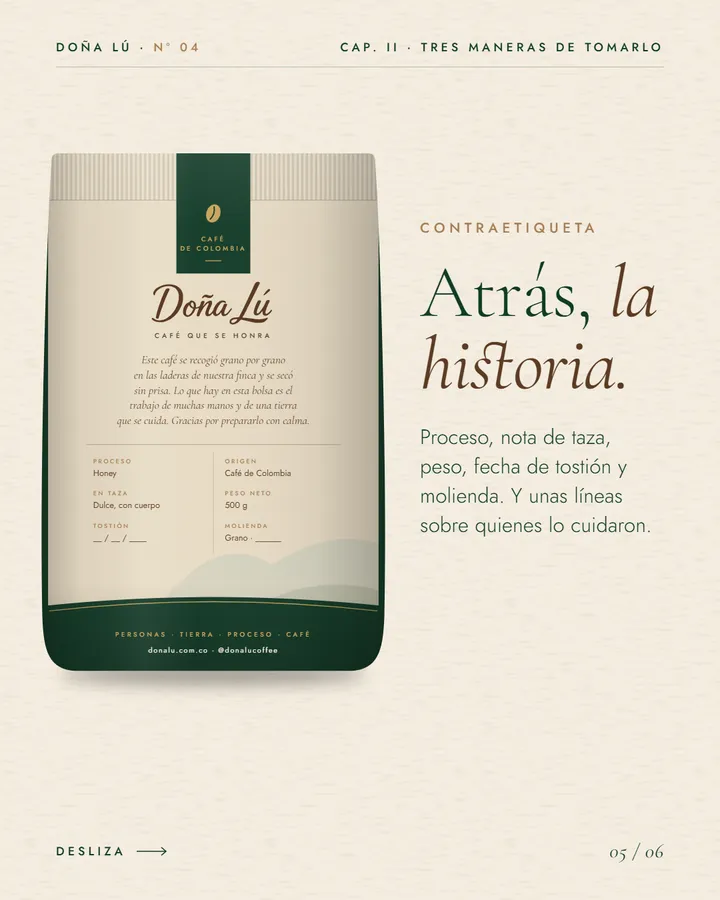 DOÑA LÚ · N° 04
CAP. II · TRES MANERAS DE TOMARLO
CAFÉ
DE COLOMBIA
Doña Lú
CAFÉ QUE SE HONRA
Este café se recogió grano por grano
en las laderas de nuestra finca y se secó
sin prisa. Lo que hay en esta bolsa es el
trabajo de muchas manos y de una tierra
que se cuida. Gracias por prepararlo con calma.
PROCESO
Honey
ORIGEN
Café de Colombia
EN TAZA
Dulce, con cuerpo
PESO NETO
500 g
TOSTIÓN
__ / __ / ____
MOLIENDA
Grano · ______
PERSONAS · TIERRA · PROCESO · CAFÉ
donalu.com.co · @donalucoffee
CONTRAETIQUETA
Atrás, la
historia.
Proceso, nota de taza,
peso, fecha de tostión y
molienda. Y unas líneas
sobre quienes lo cuidaron.
DESLIZA →
05 / 06